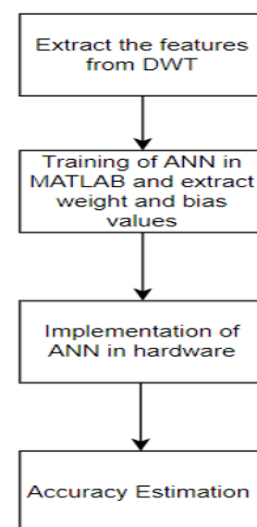 Extract the features
from DWT
Training of ANN in
MATLAB and extract
weight and bias
values
Implementation of
ANN in hardware
Accuracy Estimation